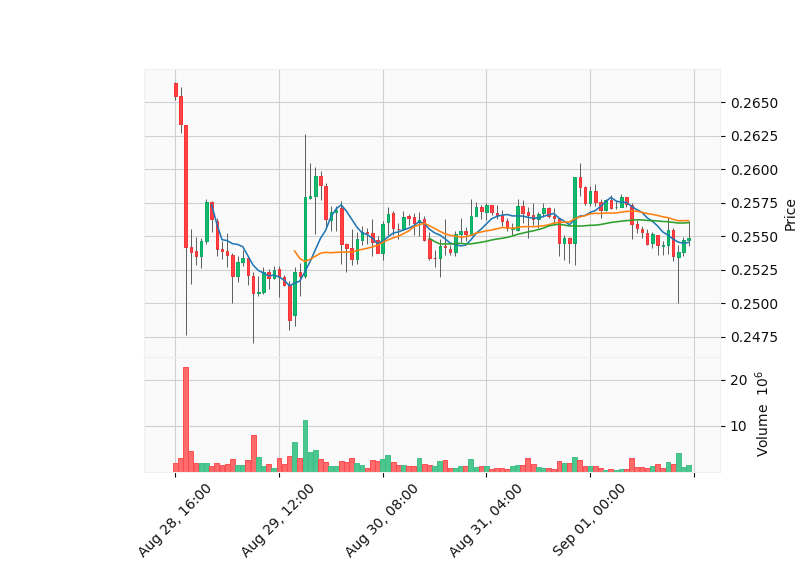 0.2650
0.2625
0.2600
0.2575
0.2550
0.2525
0.2500
0.2475
Price
20
10
Volume 10^6
Aug 28, 16:00
Aug 29, 12:00
Aug 30, 08:00
Aug 31, 04:00
Sep 01, 00:00